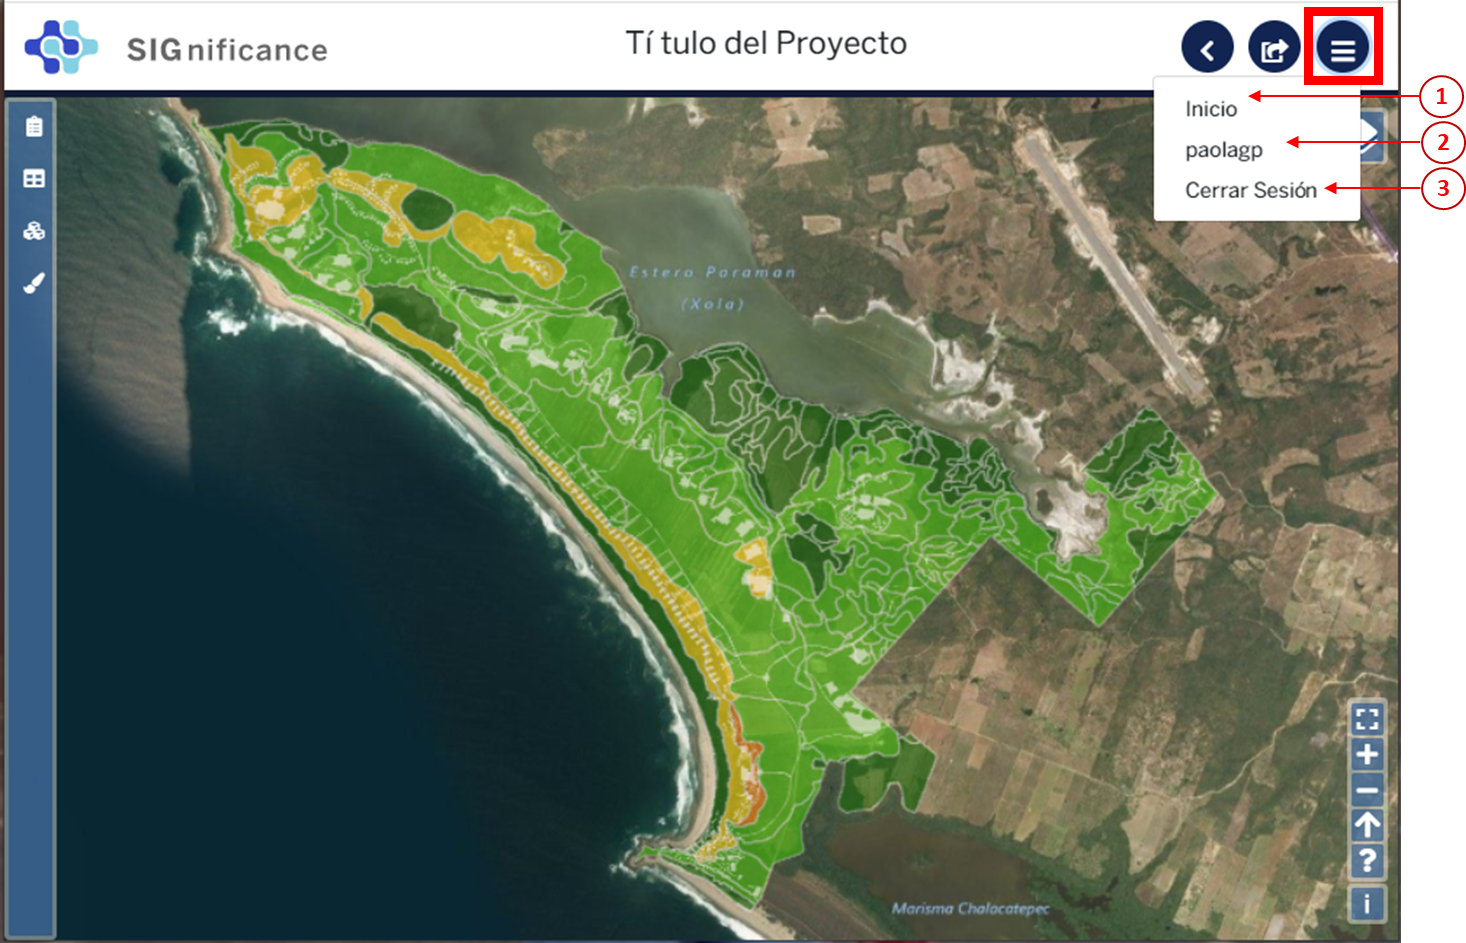 SIGnificance
Tí tulo del Proyecto
Inicio
1
paolagp
2
Cerrar Sesión
3
Estero Paraman
(Xola)
?
i
Marisma Chalacatepec